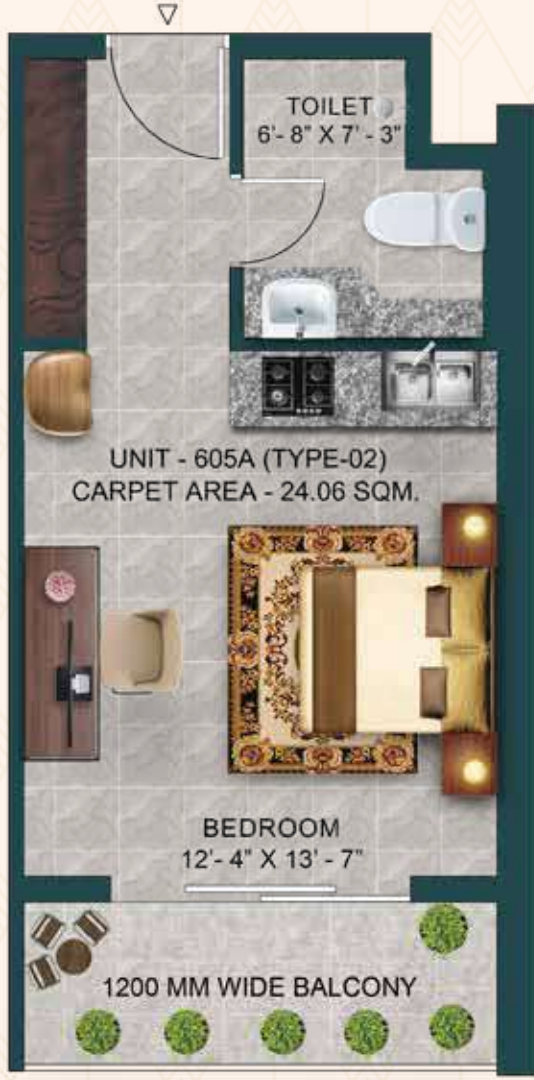 TOILET
6'- 8" X 7' - 3"
UNIT - 605A (TYPE-02)
CARPET AREA - 24.06 SQM.
BEDROOM
12'- 4" X 13' - 7"
1200 MM WIDE BALCONY